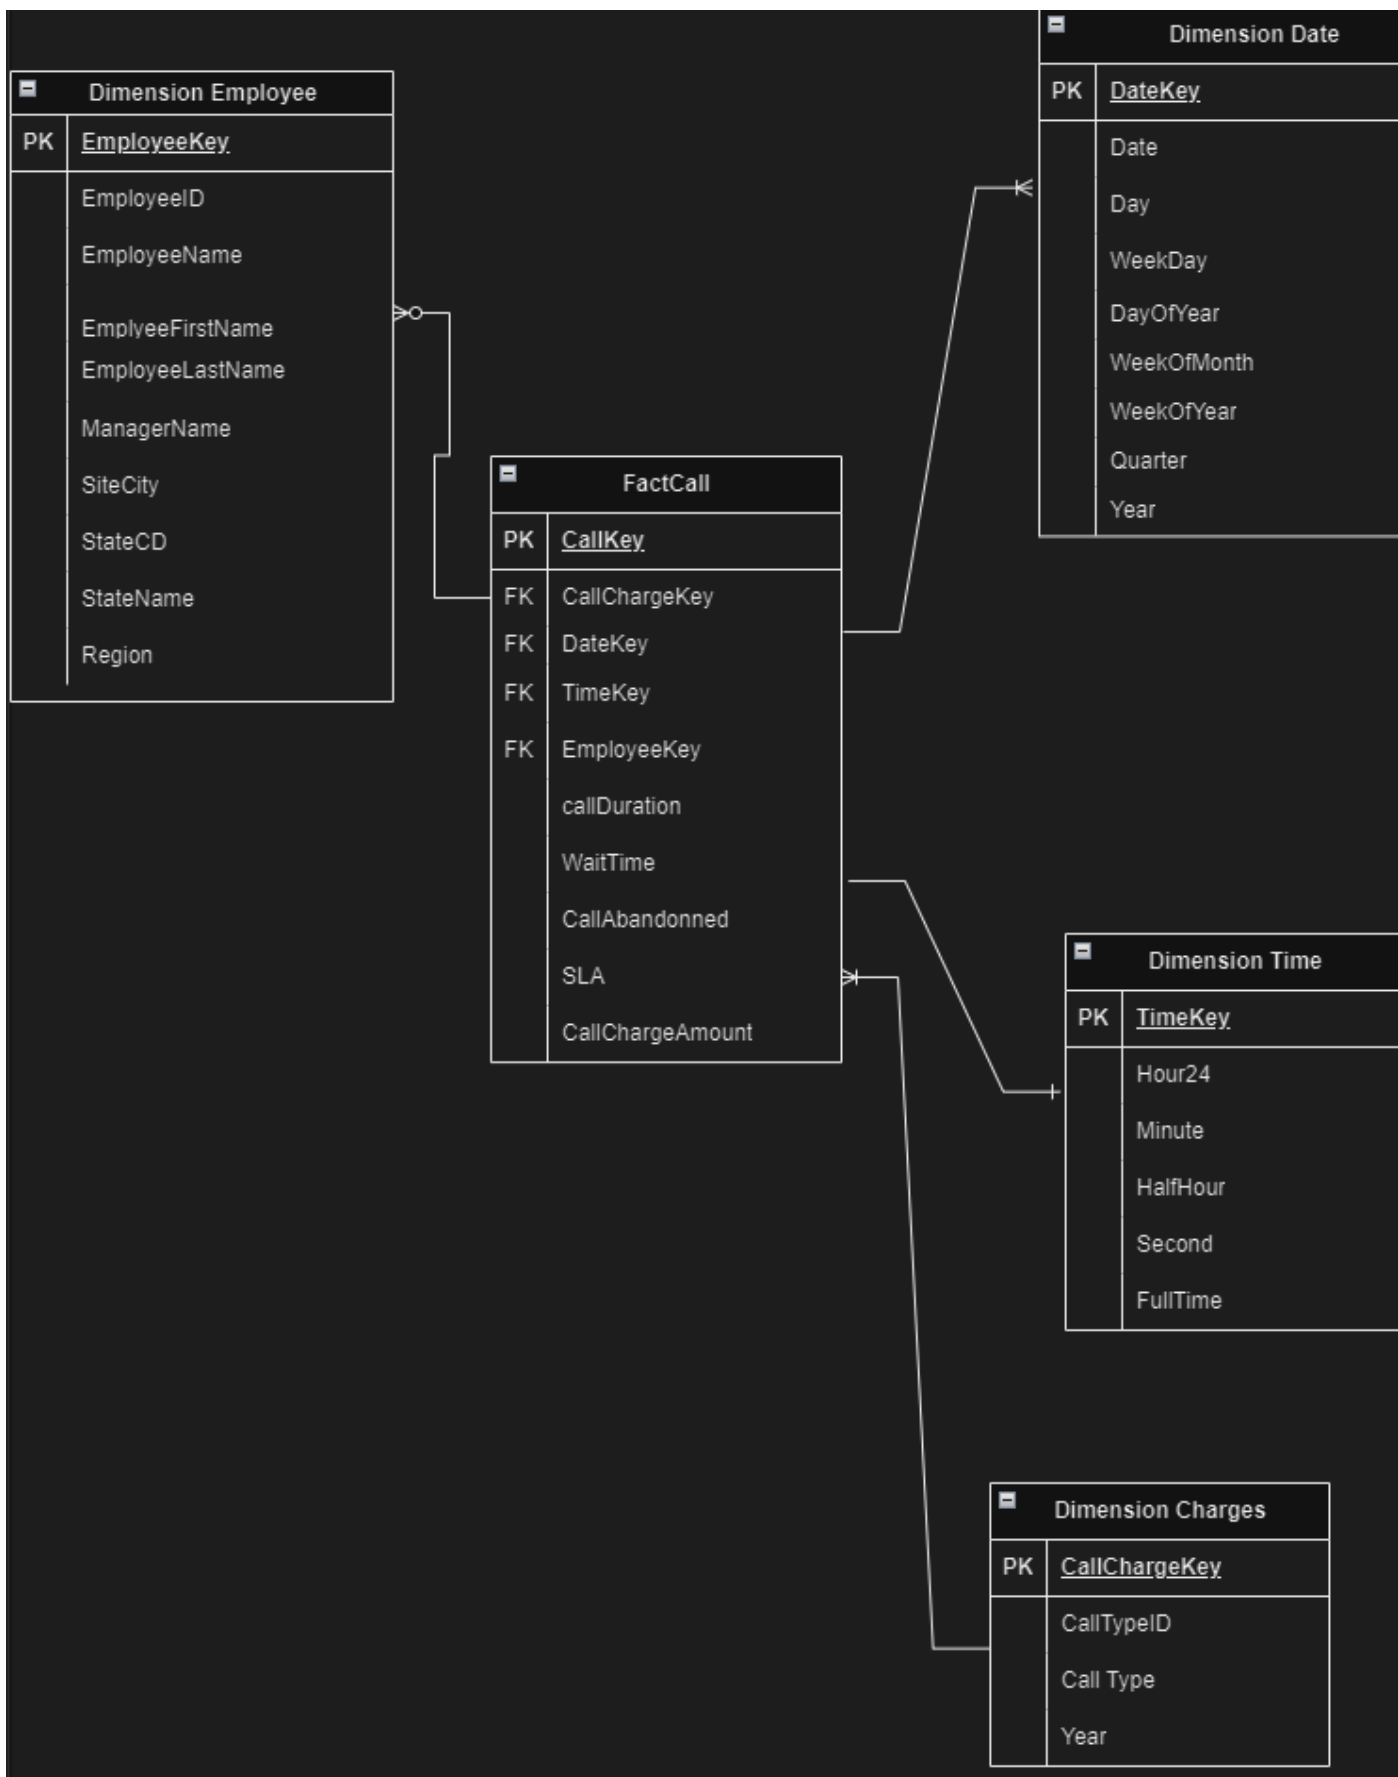 Dimension Employee
PK EmployeeKey
EmployeeID
EmployeeName
EmplyeeFirstName
EmployeeLastName
ManagerName
SiteCity
StateCD
StateName
Region
Dimension Date
PK DateKey
Date
Day
WeekDay
DayOfYear
WeekOfMonth
WeekOfYear
Quarter
Year
FactCall
PK CallKey
FK CallChargeKey
FK DateKey
FK TimeKey
FK EmployeeKey
callDuration
WaitTime
CallAbandonned
SLA
CallChargeAmount
Dimension Time
PK TimeKey
Hour24
Minute
HalfHour
Second
FullTime
Dimension Charges
PK CallChargeKey
CallTypeID
Call Type
Year